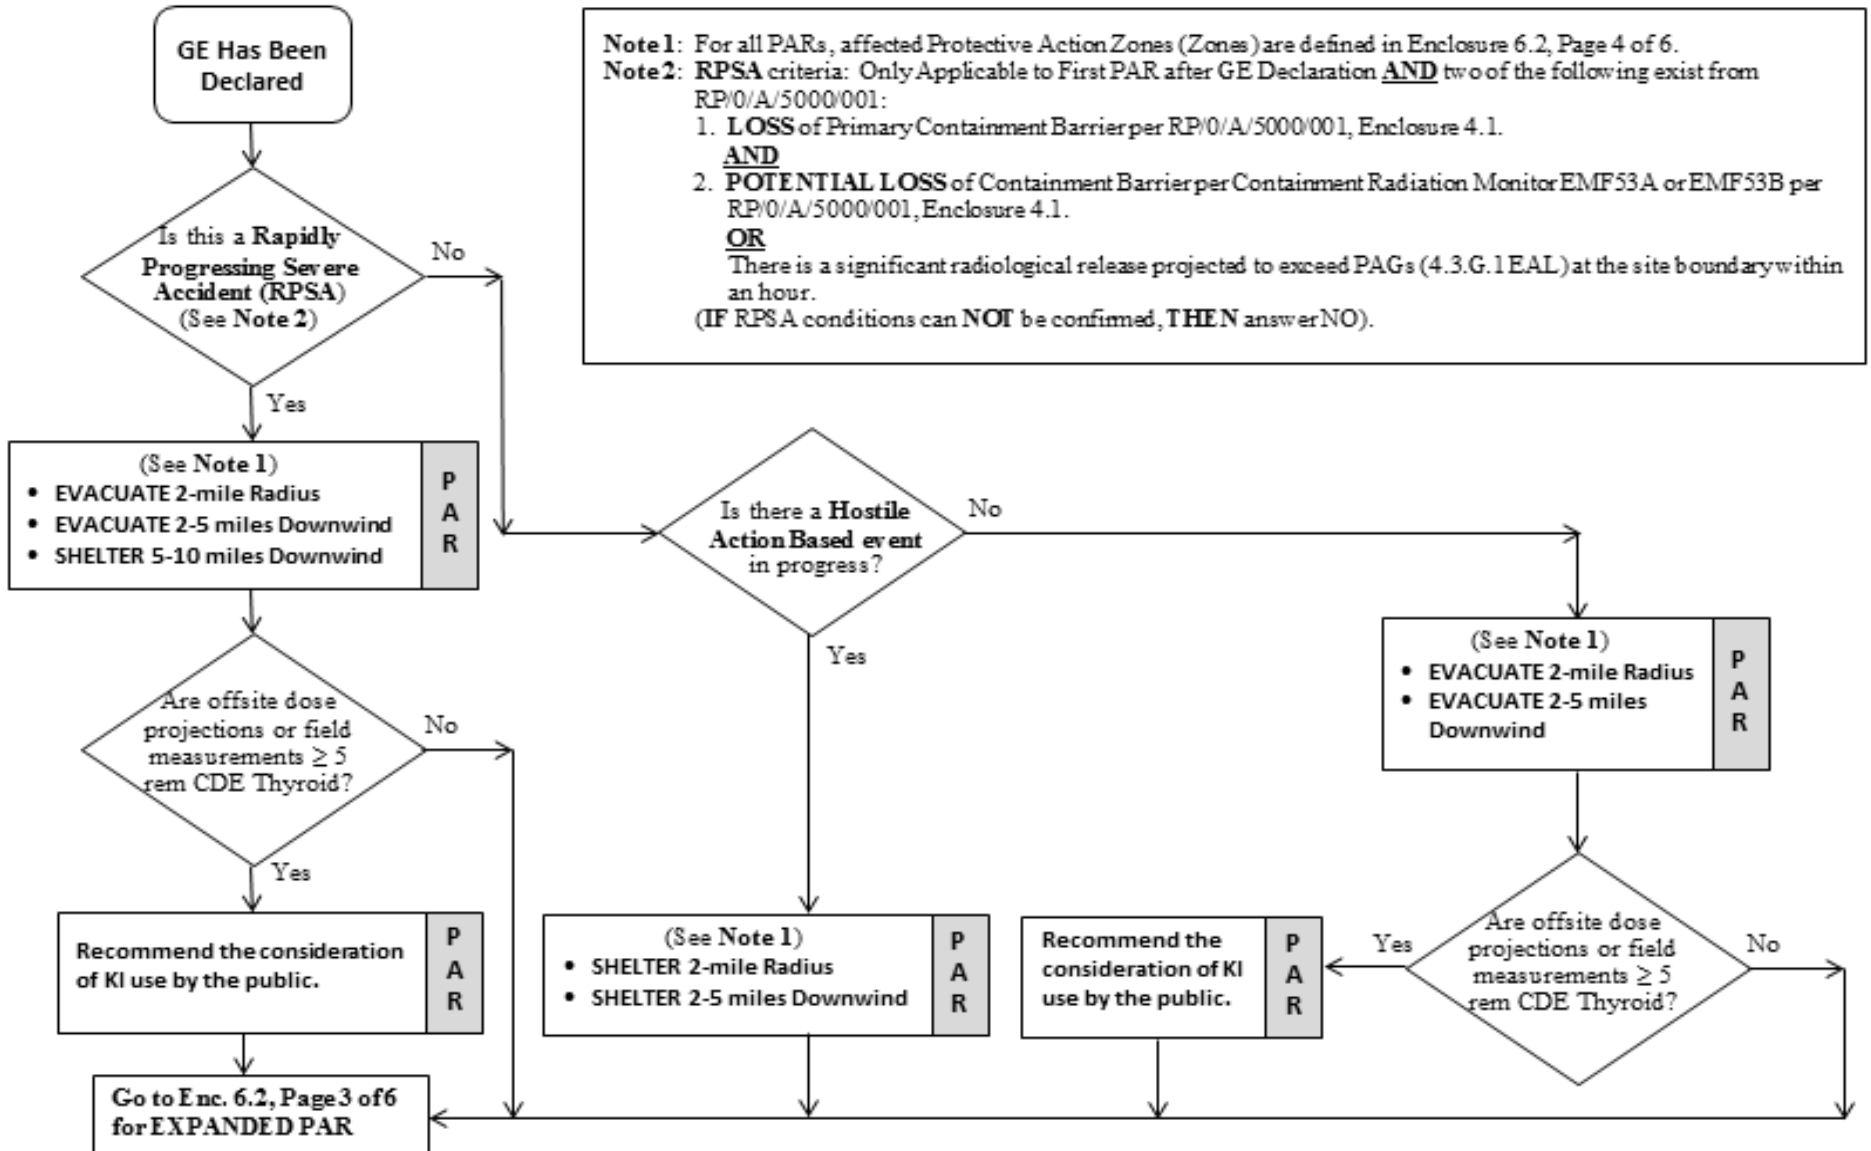 GE Has Been
Declared
Note 1: For all PARs, affected Protective Action Zones (Zones) are defined in Enclosure 6.2, Page 4 of 6.
Note 2: RPSA criteria: Only Applicable to First PAR after GE Declaration AND two of the following exist from
RP/0/A/5000/001:
1. LOSS of Primary Containment Barrier per RP/0/A/5000/001, Enclosure 4.1.
AND
2. POTENTIAL LOSS of Containment Barrier per Containment Radiation Monitor EMF53A or EMF53B per
RP/0/A/5000/001, Enclosure 4.1.
OR
There is a significant radiological release projected to exceed PAGs (4.3.G.1 EAL) at the site boundary within
an hour.
(IF RPSA conditions can NOT be confirmed, THEN answer NO).
Is this a Rapidly
Progressing Severe
Accident (RPSA)
(See Note 2)
No
Yes
(See Note 1)
• EVACUATE 2-mile Radius
• EVACUATE 2-5 miles Downwind
• SHELTER 5-10 miles Downwind
P
A
R
Is there a Hostile
Action Based event
in progress?
No
Yes
(See Note 1)
• EVACUATE 2-mile Radius
• EVACUATE 2-5 miles
Downwind
P
A
R
Are offsite dose
projections or field
measurements ≥ 5
rem CDE Thyroid?
No
Yes
Recommend the consideration
of KI use by the public.
P
A
R
(See Note 1)
• SHELTER 2-mile Radius
• SHELTER 2-5 miles Downwind
P
A
R
Recommend the
consideration of KI
use by the public.
P
A
R
Yes
Are offsite dose
projections or field
measurements ≥ 5
rem CDE Thyroid?
No
Go to Enc. 6.2, Page 3 of 6
for EXPANDED PAR